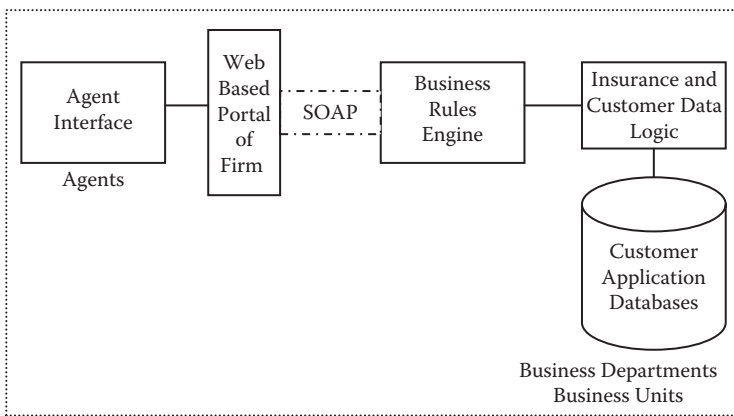 Agent
Interface
Agents
Web
Based
Portal
of
Firm
SOAP
Business
Rules
Engine
Insurance and
Customer Data
Logic
Customer
Application
Databases
Business Departments
Business Units